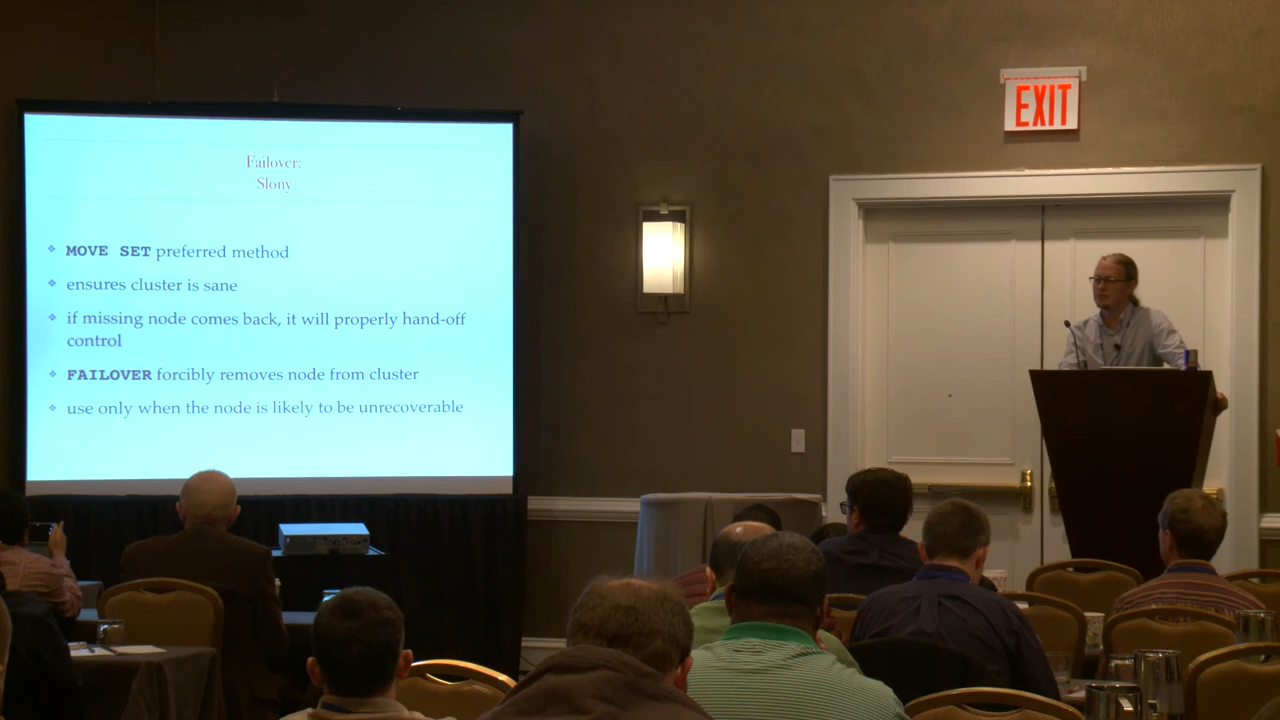 Failover:
Slony
MOVE SET preferred method
ensures cluster is sane
if missing node comes back, it will properly hand-off
control
FAILOVER forcibly removes node from cluster
use only when the node is likely to be unrecoverable
EXIT